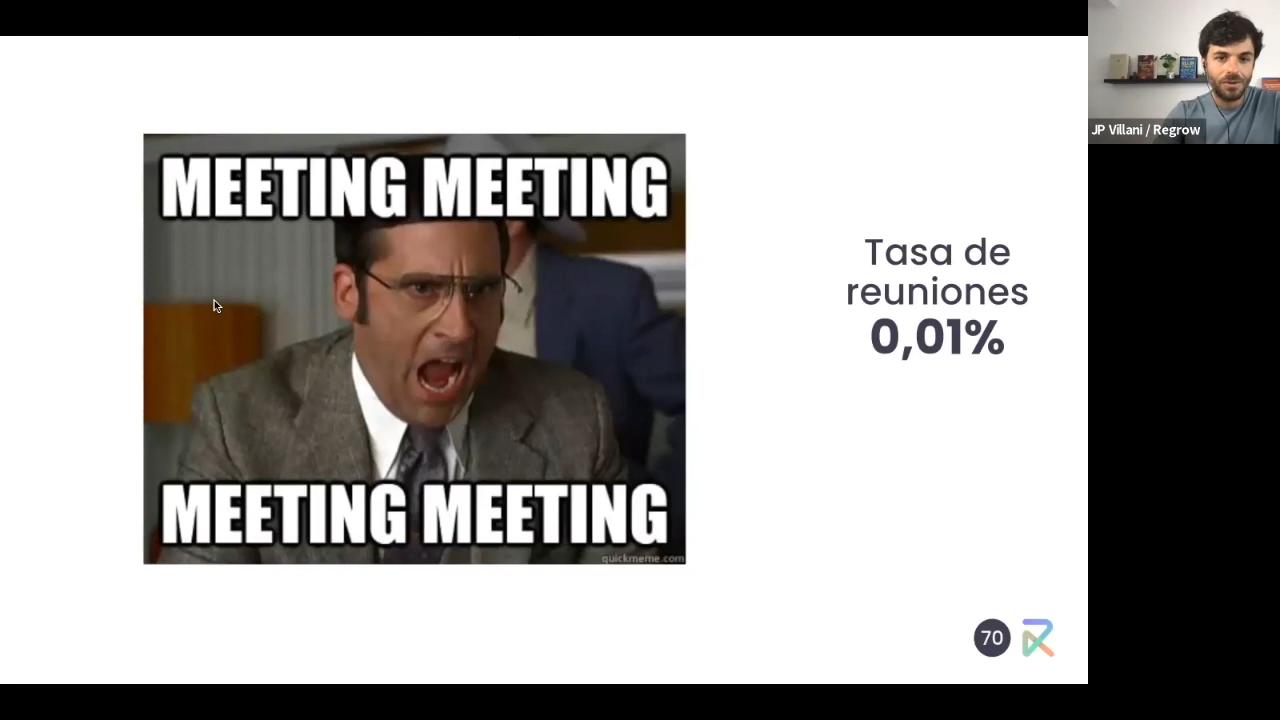 MEETING MEETING
MEETING MEETING
quickmeme.com
Tasa de
reuniones
0,01%
70
JP Villani / Regrow